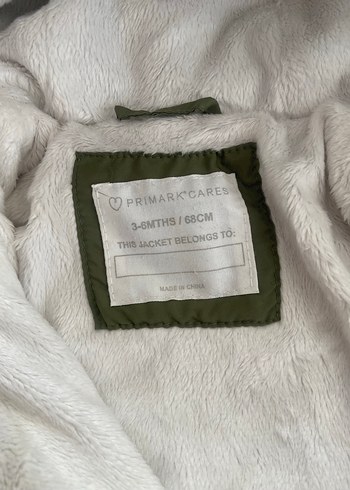 PRIMARK® CARES
3-6MTHS / 68CM
THIS JACKET BELONGS TO:
MADE IN CHINA